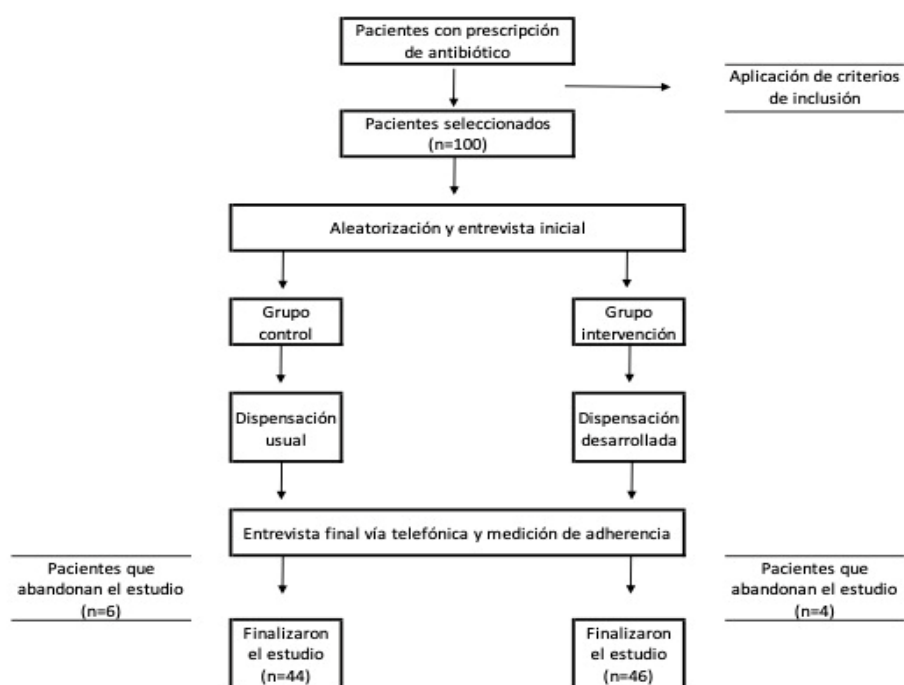 Pacientes con prescripción
de antibiótico
Aplicación de criterios
de inclusión
Pacientes seleccionados
(n=100)
Aleatorización y entrevista inicial
Grupo
control
Grupo
intervención
Dispensación
usual
Dispensación
desarrollada
Entrevista final vía telefónica y medición de adherencia
Pacientes que
abandonan el estudio
(n=6)
Pacientes que
abandonan el estudio
(n=4)
Finalizaron
el estudio
(n=44)
Finalizaron
el estudio
(n=46)